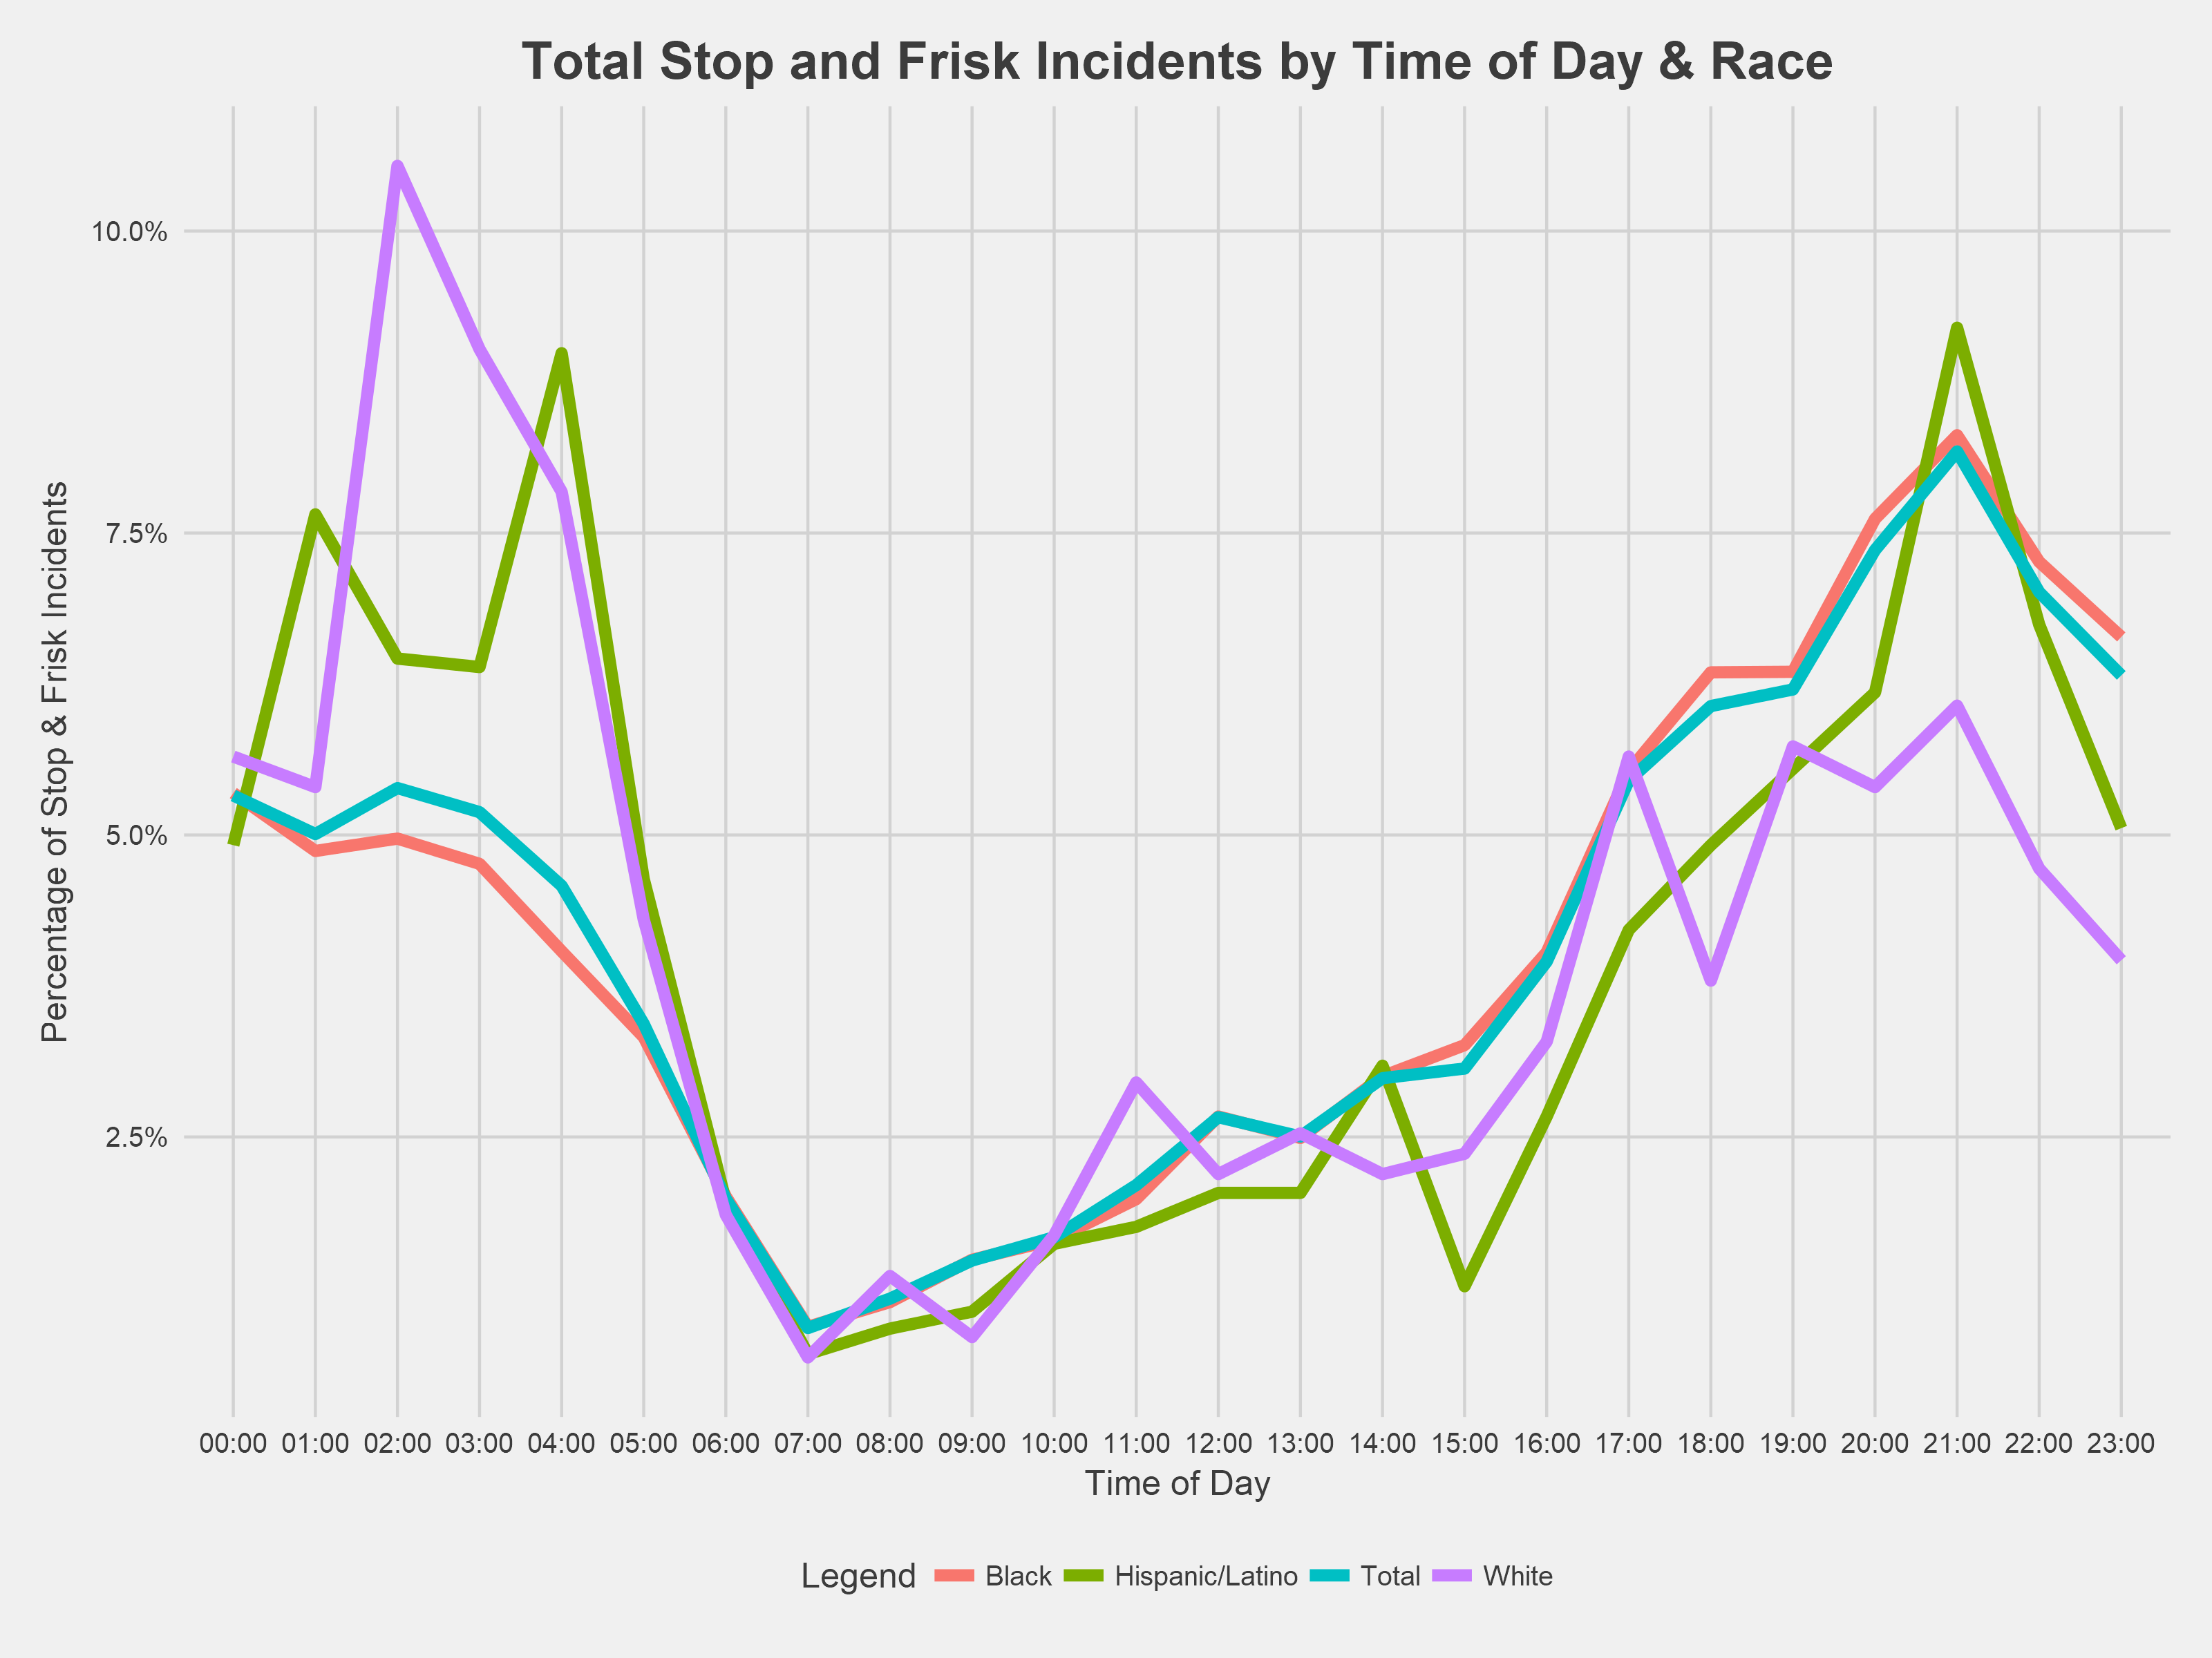 Total Stop and Frisk Incidents by Time of Day & Race
Percentage of Stop & Frisk Incidents
10.0%
7.5%
5.0%
2.5%
00:00 01:00 02:00 03:00 04:00 05:00 06:00 07:00 08:00 09:00 10:00 11:00 12:00 13:00 14:00 15:00 16:00 17:00 18:00 19:00 20:00 21:00 22:00 23:00
Time of Day
Legend Black Hispanic/Latino Total White